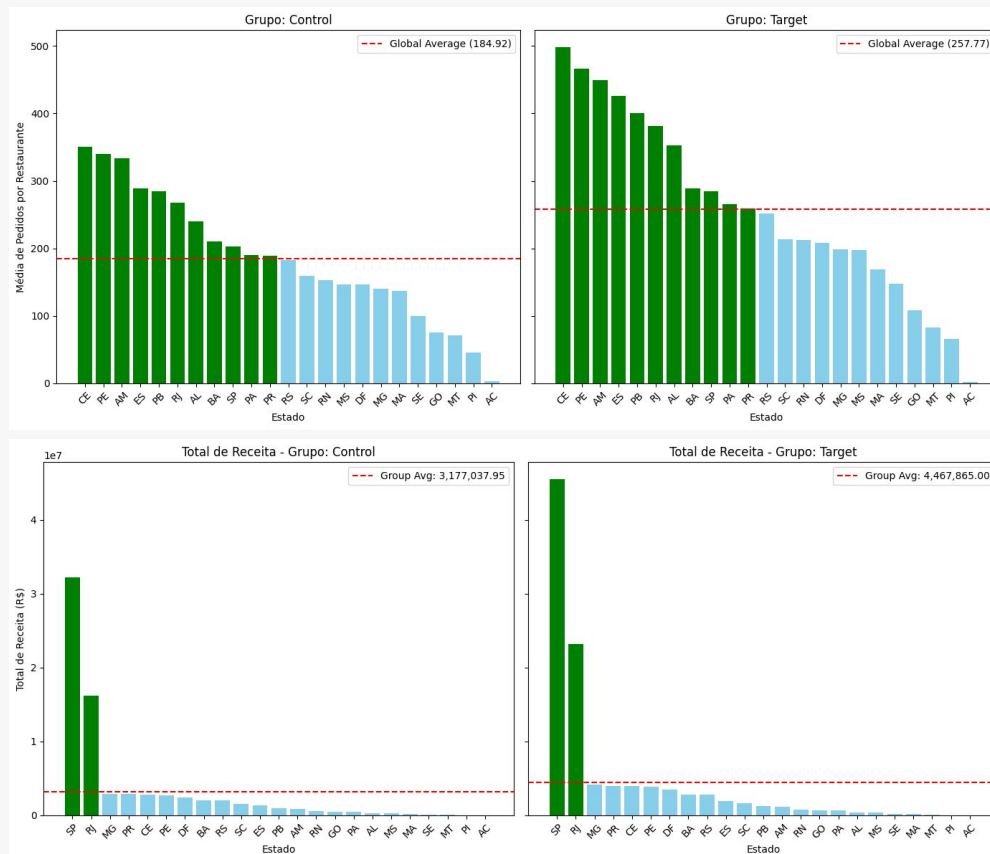 Grupo: Control
Global Average (184.92)
Média de Pedidos por Restaurante
500
400
300
200
100
0
CE PE AM ES PB RJ AL BA SP PA PR RS SC RN MS DF MG MA SE GO MT PI AC
Estado
Grupo: Target
Global Average (257.77)
CE PE AM ES PB RJ AL BA SP PA PR RS SC RN DF MG MS MA SE GO MT PI AC
Estado
Total de Receita - Grupo: Control
1e7
Group Avg: 3,177,037.95
Total de Receita (R$)
4
3
2
1
0
SP RJ MG PR CE PE DF BA RS SC ES PB AM RN GO PA AL MS MA SE MT PI AC
Estado
Total de Receita - Grupo: Target
Group Avg: 4,467,865.00
SP RJ MG PR CE PE DF BA RS ES SC PB AM RN GO PA AL MS SE MA MT PI AC
Estado